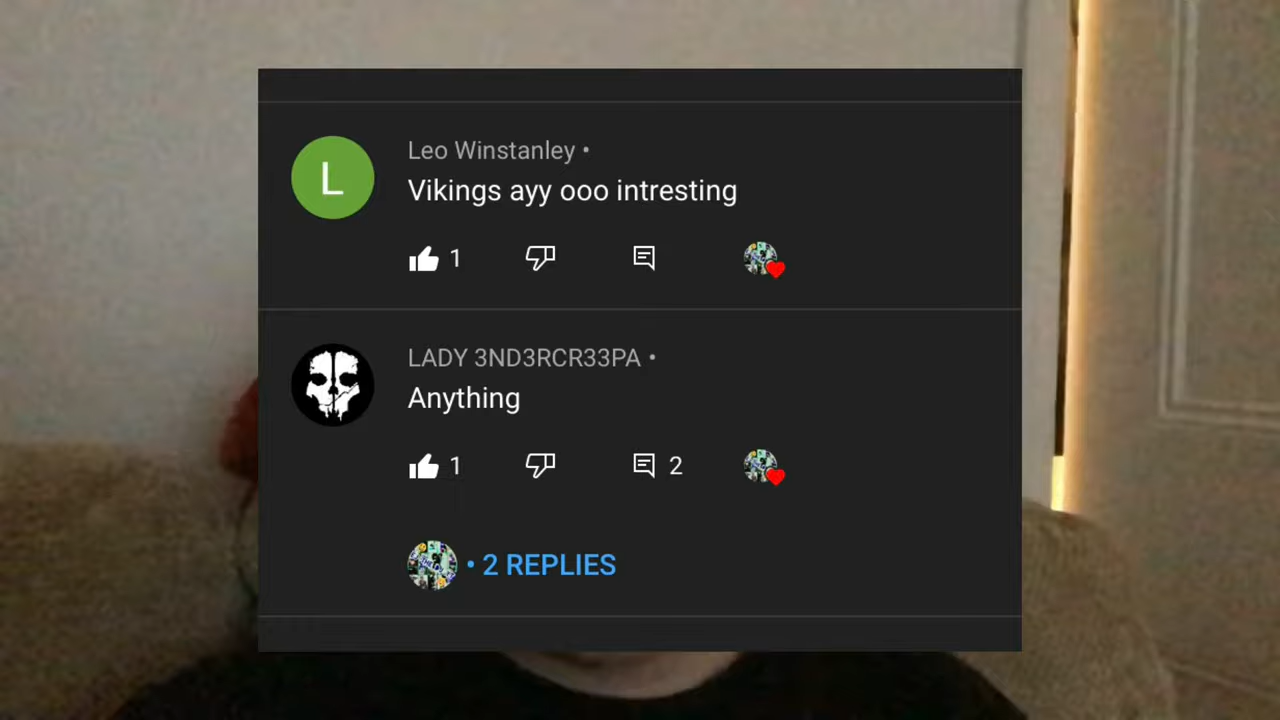 L
Leo Winstanley •
Vikings ayy ooo intresting
1
LADY 3ND3RCR33PA •
Anything
1
2
• 2 REPLIES